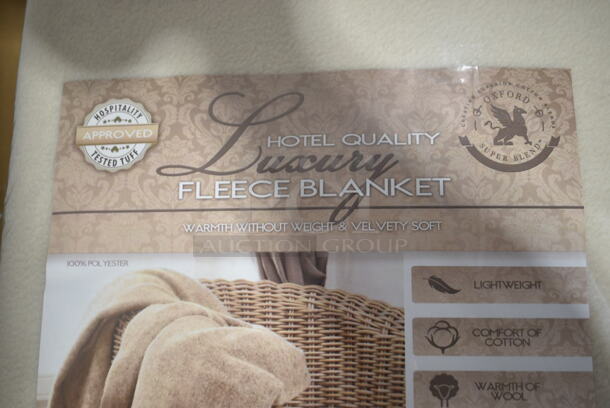 HOSPITALITY
APPROVED
TESTED TUFF
HOTEL QUALITY
Luxury
FLEECE BLANKET
WARMTH WITHOUT WEIGHT & VELVETY SOFT
AUCTION GROUP
OXFORD
SUPER BLEND
100% POLYESTER
LIGHTWEIGHT
COMFORT OF
COTTON
WARMTH OF
WOOL